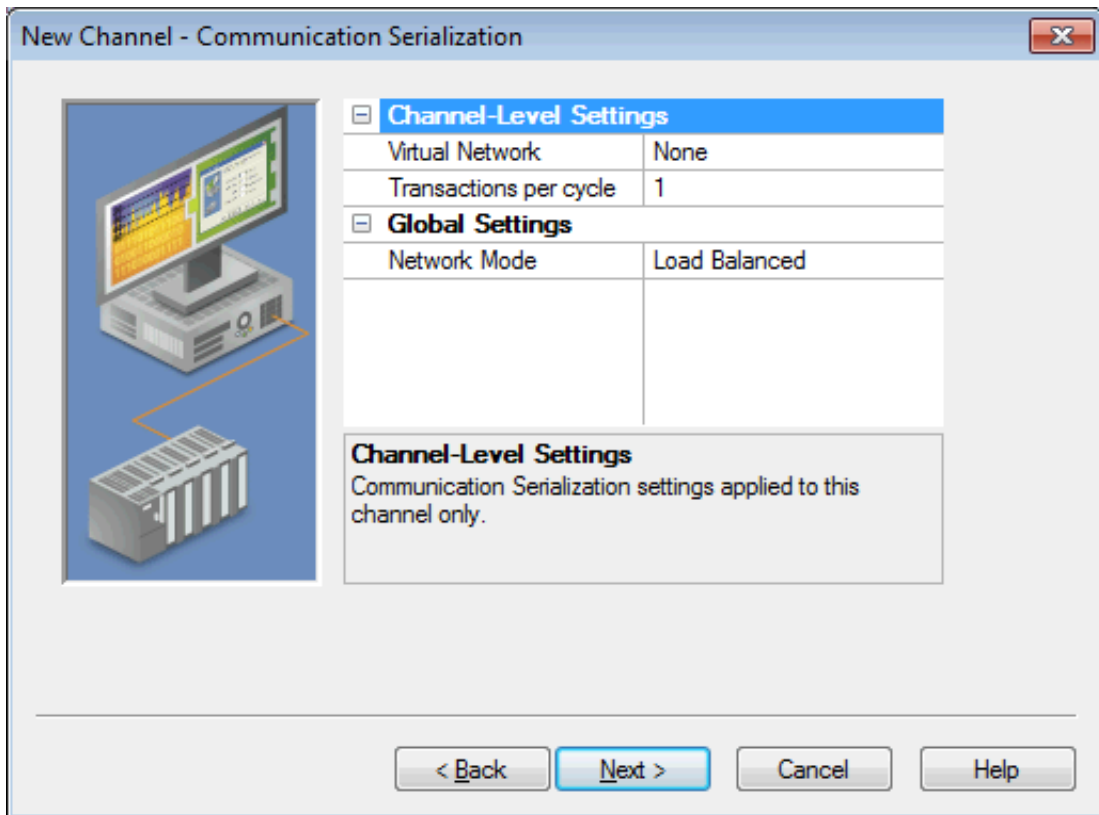 New Channel - Communication Serialization
Channel-Level Settings
Virtual Network None
Transactions per cycle 1
Global Settings
Network Mode Load Balanced
Channel-Level Settings
Communication Serialization settings applied to this
channel only.
< Back Next > Cancel Help